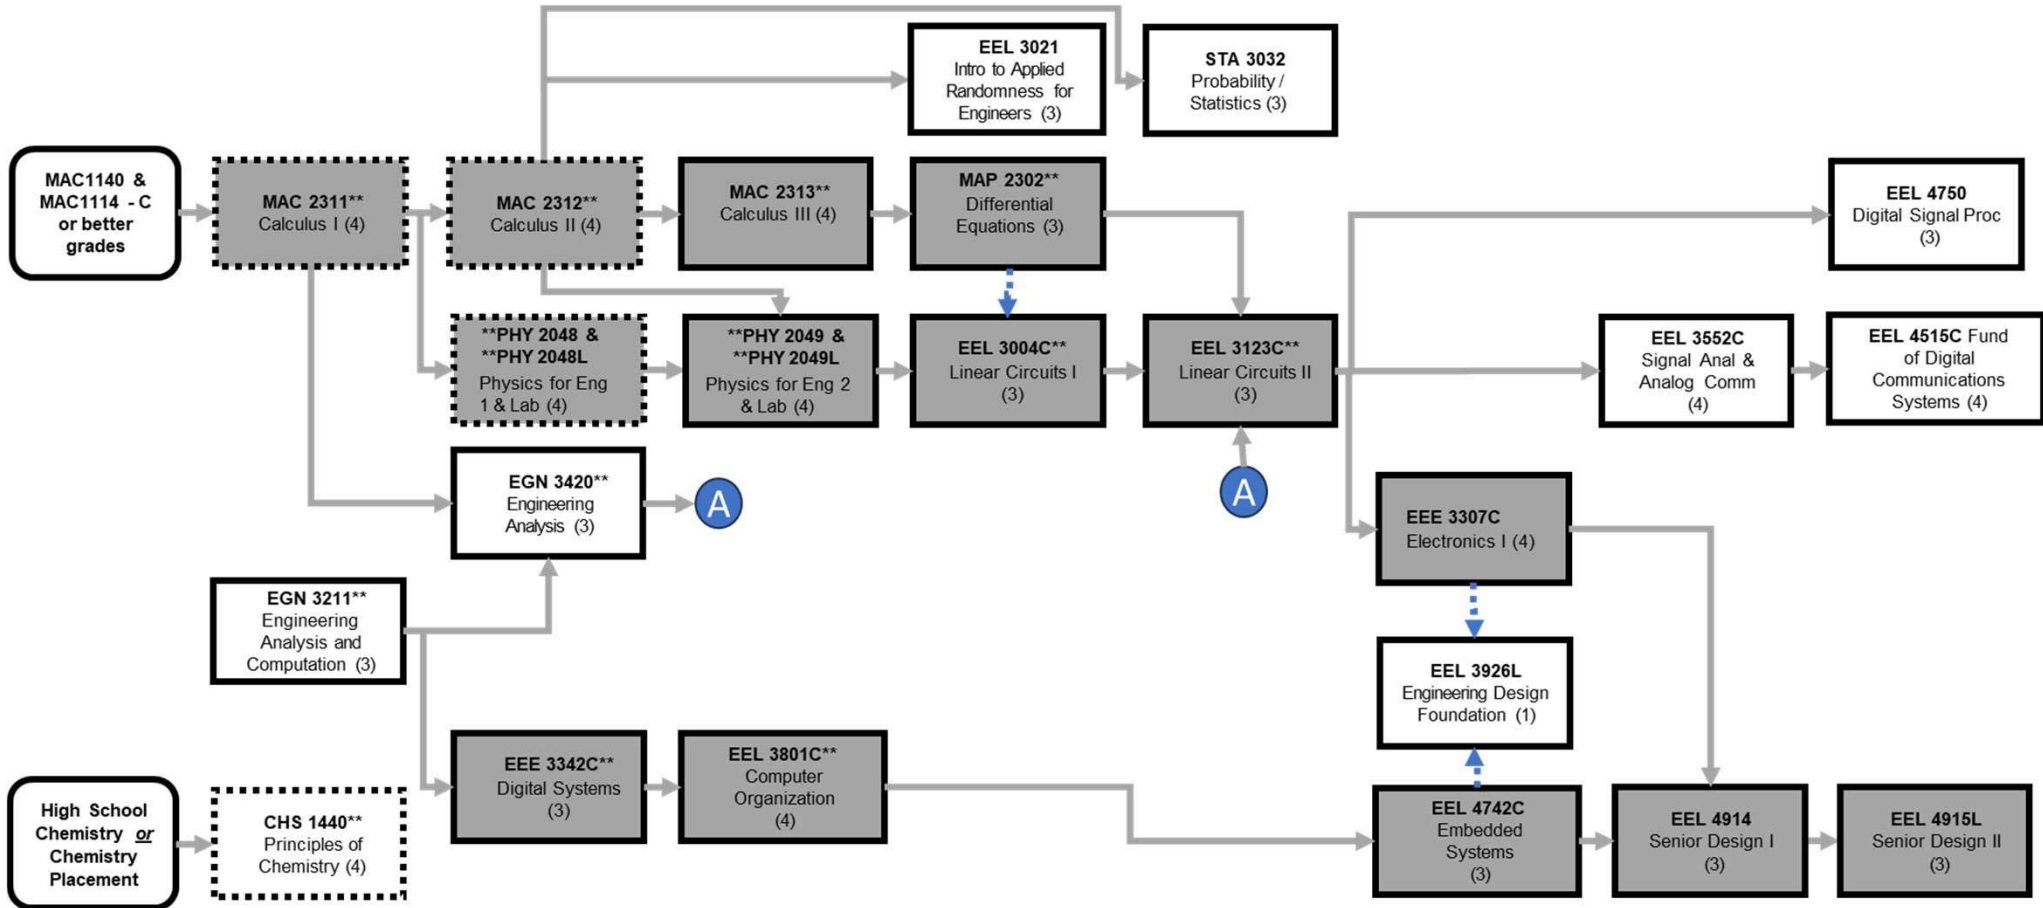 EEL 3021
Intro to Applied
Randomness for
Engineers (3)
STA 3032
Probability /
Statistics (3)
MAC1140 &
MAC1114 - C
or better
grades
MAC 2311**
Calculus I (4)
MAC 2312**
Calculus II (4)
MAC 2313**
Calculus III (4)
MAP 2302**
Differential
Equations (3)
EEL 4750
Digital Signal Proc
(3)
**PHY 2048 &
**PHY 2048L
Physics for Eng
1 & Lab (4)
**PHY 2049 &
**PHY 2049L
Physics for Eng 2
& Lab (4)
EEL 3004C**
Linear Circuits I
(3)
EEL 3123C**
Linear Circuits II
(3)
EEL 3552C
Signal Anal &
Analog Comm
(4)
EEL 4515C Fund
of Digital
Communications
Systems (4)
EGN 3420**
Engineering
Analysis (3)
A
A
EEE 3307C
Electronics I (4)
EGN 3211**
Engineering
Analysis and
Computation (3)
EEL 3926L
Engineering Design
Foundation (1)
EEE 3342C**
Digital Systems
(3)
EEL 3801C**
Computer
Organization
(4)
High School
Chemistry or
Chemistry
Placement
CHS 1440**
Principles of
Chemistry (4)
EEL 4742C
Embedded
Systems
(3)
EEL 4914
Senior Design I
(3)
EEL 4915L
Senior Design II
(3)